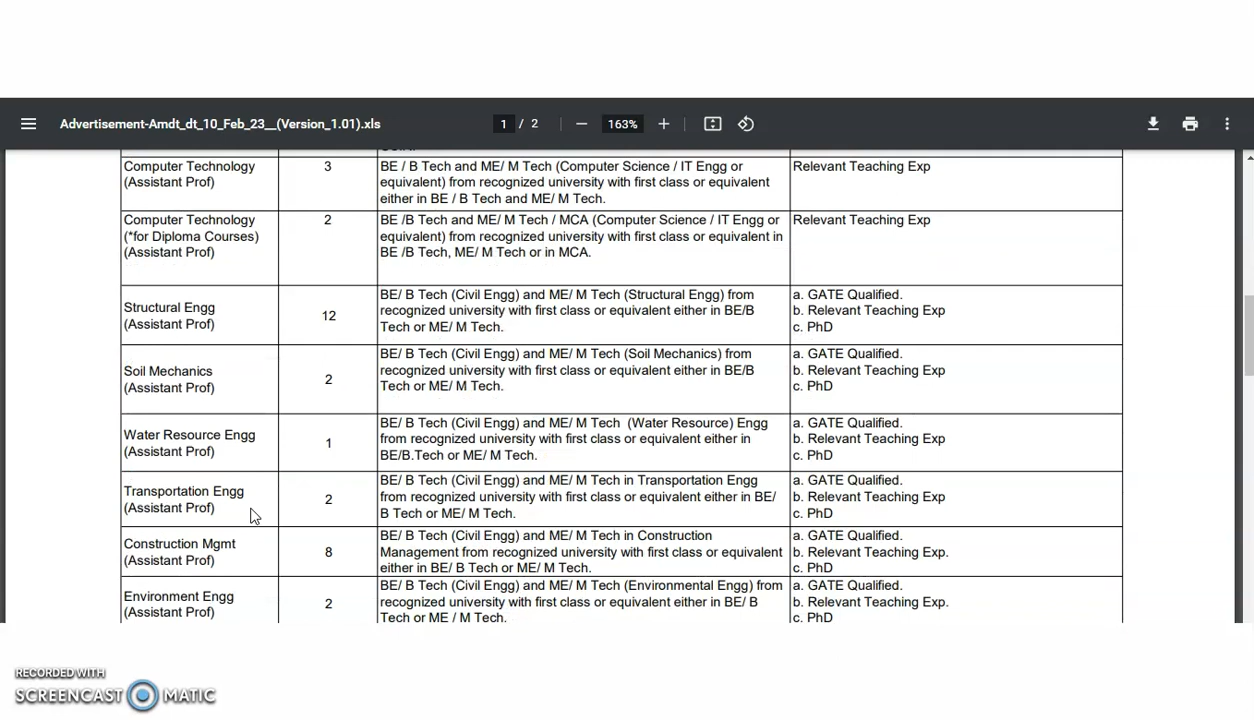 Advertisement-Amdt_dt_10_Feb_23__(Version_1.01).xls
1 / 2
163%
Computer Technology
(Assistant Prof)
3
BE / B Tech and ME/ M Tech (Computer Science / IT Engg or
equivalent) from recognized university with first class or equivalent
either in BE / B Tech and ME/ M Tech.
Relevant Teaching Exp
Computer Technology
(*for Diploma Courses)
(Assistant Prof)
2
BE /B Tech and ME/ M Tech / MCA (Computer Science / IT Engg or
equivalent) from recognized university with first class or equivalent in
BE /B Tech, ME/ M Tech or in MCA.
Relevant Teaching Exp
Structural Engg
(Assistant Prof)
12
BE/ B Tech (Civil Engg) and ME/ M Tech (Structural Engg) from
recognized university with first class or equivalent either in BE/B
Tech or ME/ M Tech.
a. GATE Qualified.
b. Relevant Teaching Exp
c. PhD
Soil Mechanics
(Assistant Prof)
2
BE/ B Tech (Civil Engg) and ME/ M Tech (Soil Mechanics) from
recognized university with first class or equivalent either in BE/B
Tech or ME/ M Tech.
a. GATE Qualified.
b. Relevant Teaching Exp
c. PhD
Water Resource Engg
(Assistant Prof)
1
BE/ B Tech (Civil Engg) and ME/ M Tech (Water Resource) Engg
from recognized university with first class or equivalent either in
BE/B.Tech or ME/ M Tech.
a. GATE Qualified.
b. Relevant Teaching Exp
c. PhD
Transportation Engg
(Assistant Prof)
2
BE/ B Tech (Civil Engg) and ME/ M Tech in Transportation Engg
from recognized university with first class or equivalent either in BE/
B Tech or ME/ M Tech.
a. GATE Qualified.
b. Relevant Teaching Exp
c. PhD
Construction Mgmt
(Assistant Prof)
8
BE/ B Tech (Civil Engg) and ME/ M Tech in Construction
Management from recognized university with first class or equivalent
either in BE/ B Tech or ME/ M Tech.
a. GATE Qualified.
b. Relevant Teaching Exp.
c. PhD
Environment Engg
(Assistant Prof)
2
BE/ B Tech (Civil Engg) and ME/ M Tech (Environmental Engg) from
recognized university with first class or equivalent either in BE/ B
Tech or ME / M Tech.
a. GATE Qualified.
b. Relevant Teaching Exp.
c. PhD
RECORDED WITH
SCREENCAST MATIC